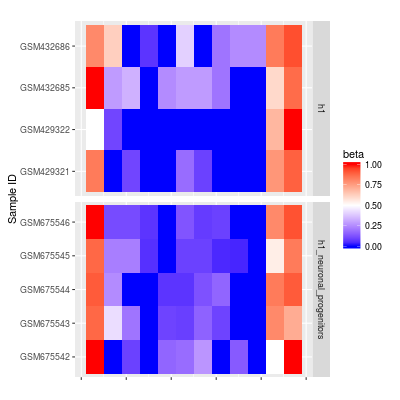 GSM432686
GSM432685
GSM429322
GSM429321
h1
GSM675546
GSM675545
GSM675544
GSM675543
GSM675542
h1_neuronal_progenitors
Sample ID
beta
1.00
0.75
0.50
0.25
0.00